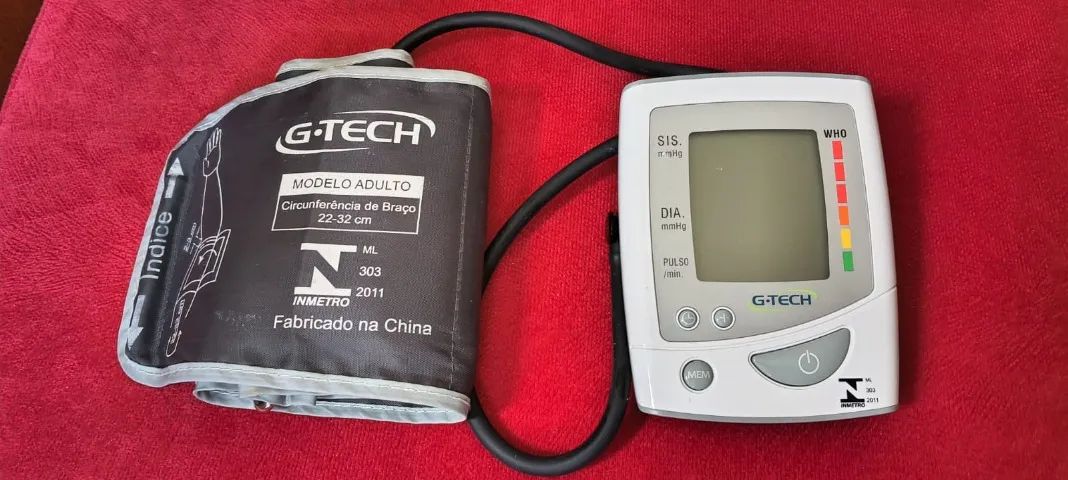 G·TECH
MODELO ADULTO
Circunferência de Braço
22-32 cm
ML
303
2011
INMETRO
Fabricado na China
Índice
SIS.
mmHg
DIA.
mmHg
PULSO
/min.
WHO
G·TECH
MEM
ML
303
2011
INMETRO